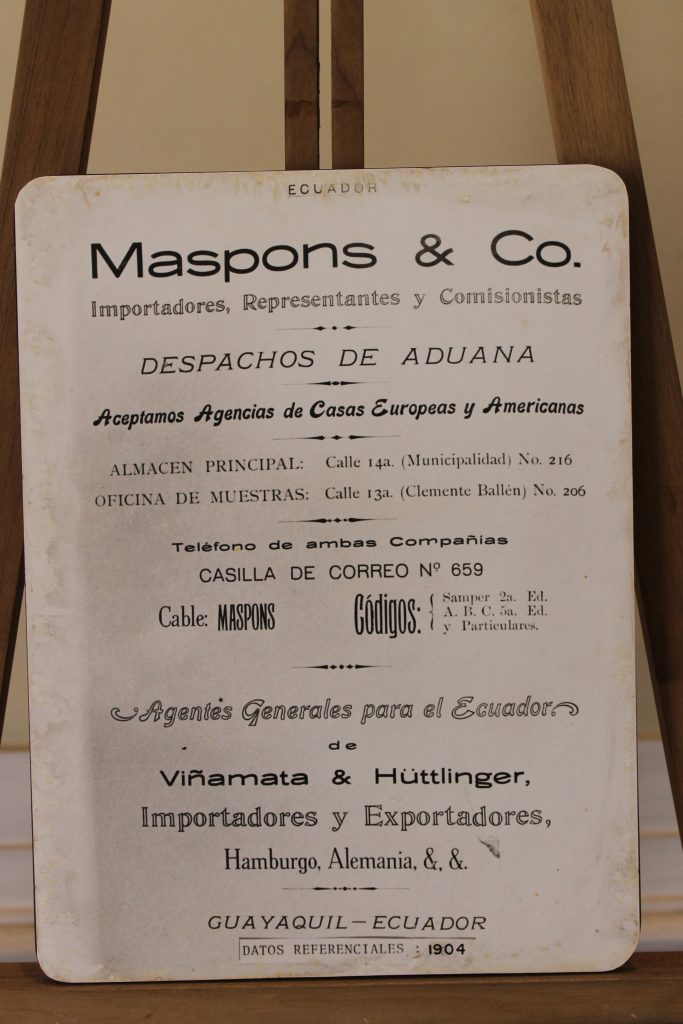 ECUADOR
Maspons & Co.
Importadores, Representantes y Comisionistas
DESPACHOS DE ADUANA
Aceptamos Agencias de Casas Europeas y Americanas
ALMACEN PRINCIPAL: Calle 14a. (Municipalidad) No. 216
OFICINA DE MUESTRAS: Calle 13a. (Clemente Ballén) No. 206
Teléfono de ambas Compañías
CASILLA DE CORREO Nº 659
Cable: MASPONS
Códigos: { Samper 2a. Ed.
A. B. C. 5a. Ed.
y Particulares.
Agentes Generales para el Ecuador
de
Viñamata & Hüttlinger,
Importadores y Exportadores,
Hamburgo, Alemania, &, &.
GUAYAQUIL—ECUADOR
DATOS REFERENCIALES : 1904